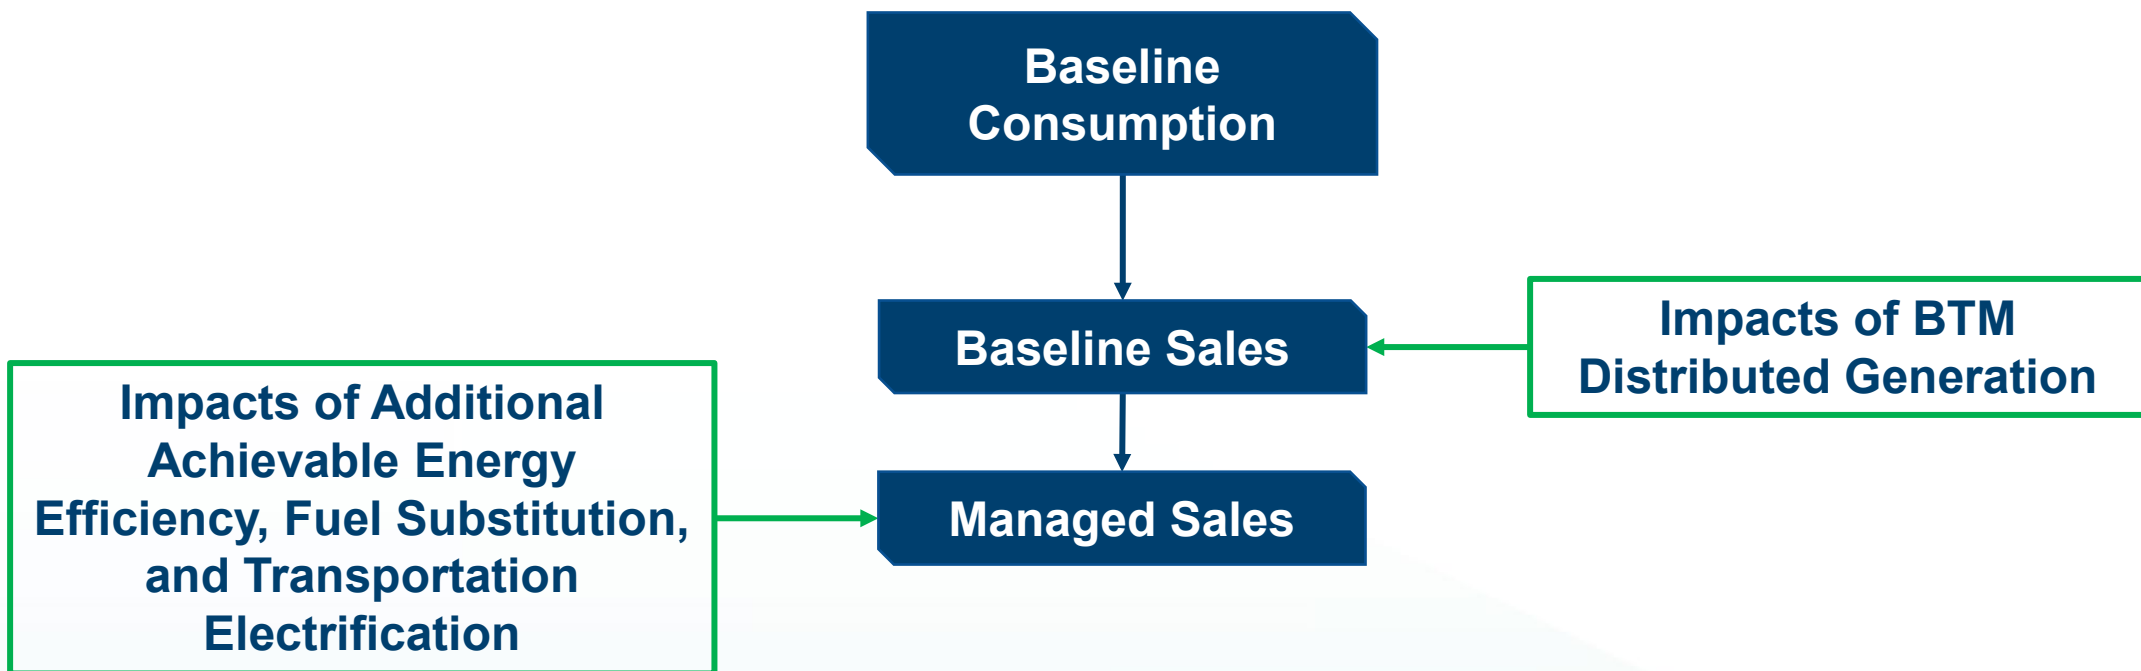 Baseline
Consumption
Baseline Sales
Impacts of BTM
Distributed Generation
Impacts of Additional
Achievable Energy
Efficiency, Fuel Substitution,
and Transportation
Electrification
Managed Sales